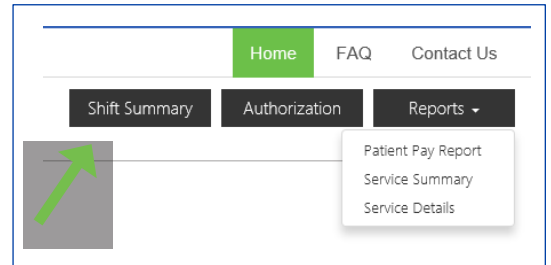 Home FAQ Contact Us
Shift Summary Authorization Reports
Patient Pay Report
Service Summary
Service Details